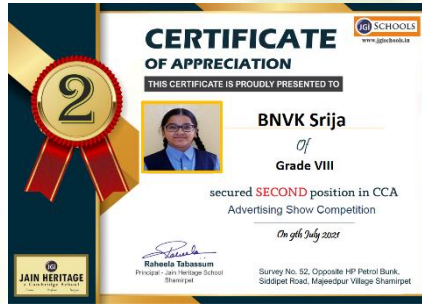 JGI SCHOOLS
www.jgischools.in
CERTIFICATE
OF APPRECIATION
THIS CERTIFICATE IS PROUDLY PRESENTED TO
2
BNVK Srija
Of
Grade VIII
secured SECOND position in CCA
Advertising Show Competition
On 9th July 2021
Raheela Tabassum
Principal - Jain Heritage School
Shamirpet
Survey No. 52, Opposite HP Petrol Bunk,
Siddipet Road, Majeedpur Village Shamirpet
JGI
JAIN HERITAGE
a Cambridge School